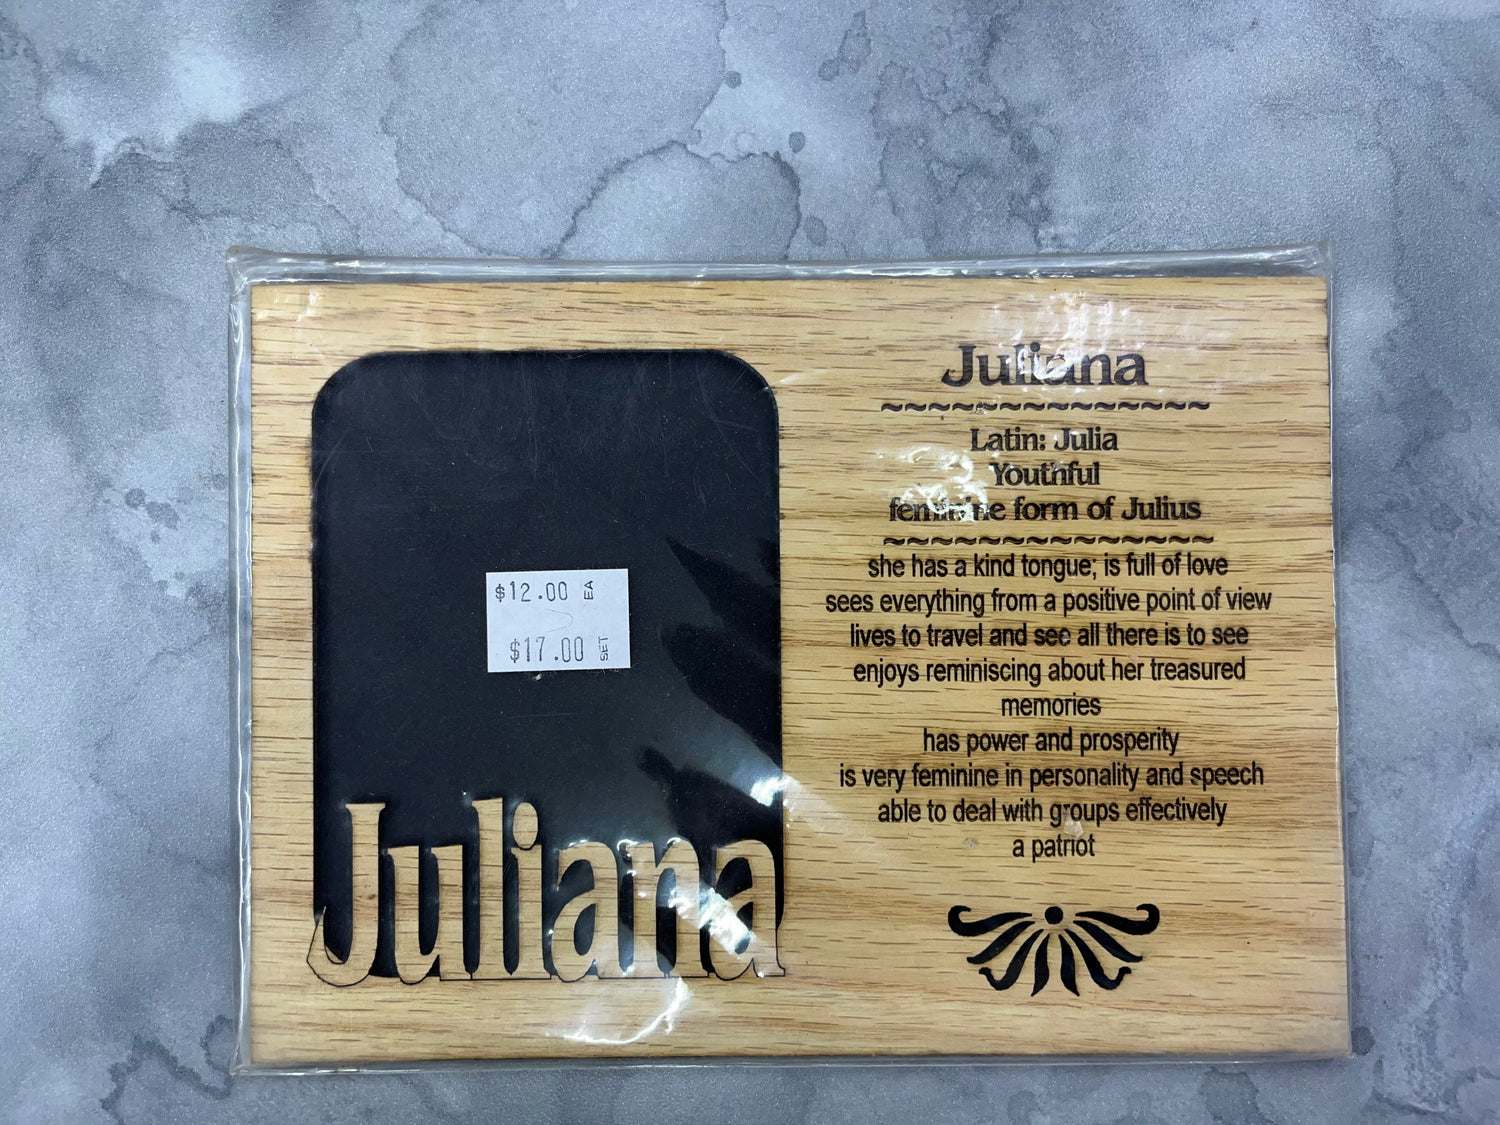 $12.00 EA
$17.00 SET
Juliana
Juliana
~~~~~~~~~~~~~~
Latin: Julia
Youthful
feminine form of Julius
~~~~~~~~~~~~~~
she has a kind tongue; is full of love
sees everything from a positive point of view
lives to travel and see all there is to see
enjoys reminiscing about her treasured
memories
has power and prosperity
is very feminine in personality and speech
able to deal with groups effectively
a patriot